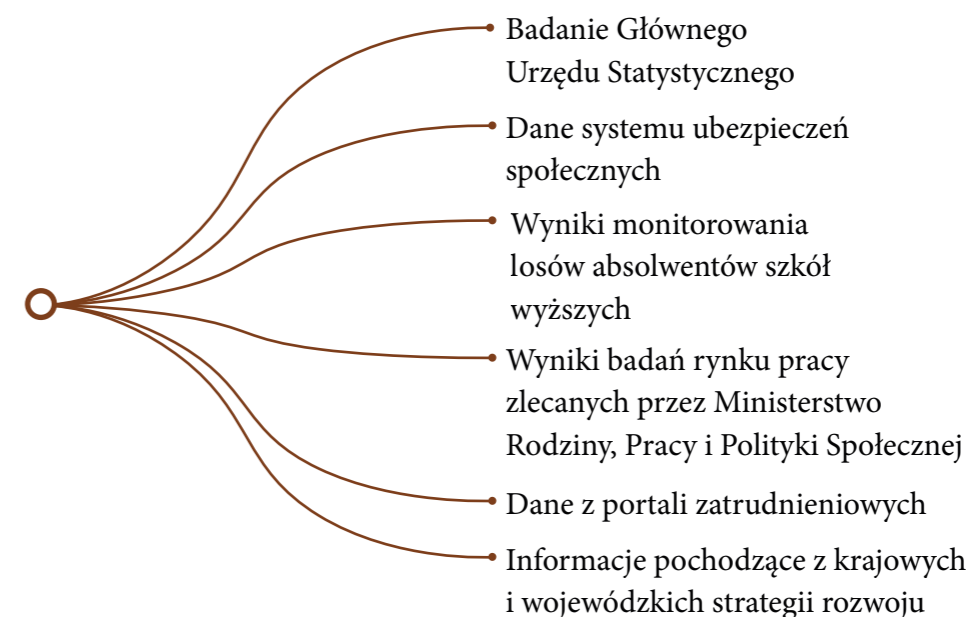 Badanie Głównego
Urzędu Statystycznego
Dane systemu ubezpieczeń
społecznych
Wyniki monitorowania
losów absolwentów szkół
wyższych
Wyniki badań rynku pracy
zlecanych przez Ministerstwo
Rodziny, Pracy i Polityki Społecznej
Dane z portali zatrudnieniowych
Informacje pochodzące z krajowych
i wojewódzkich strategii rozwoju